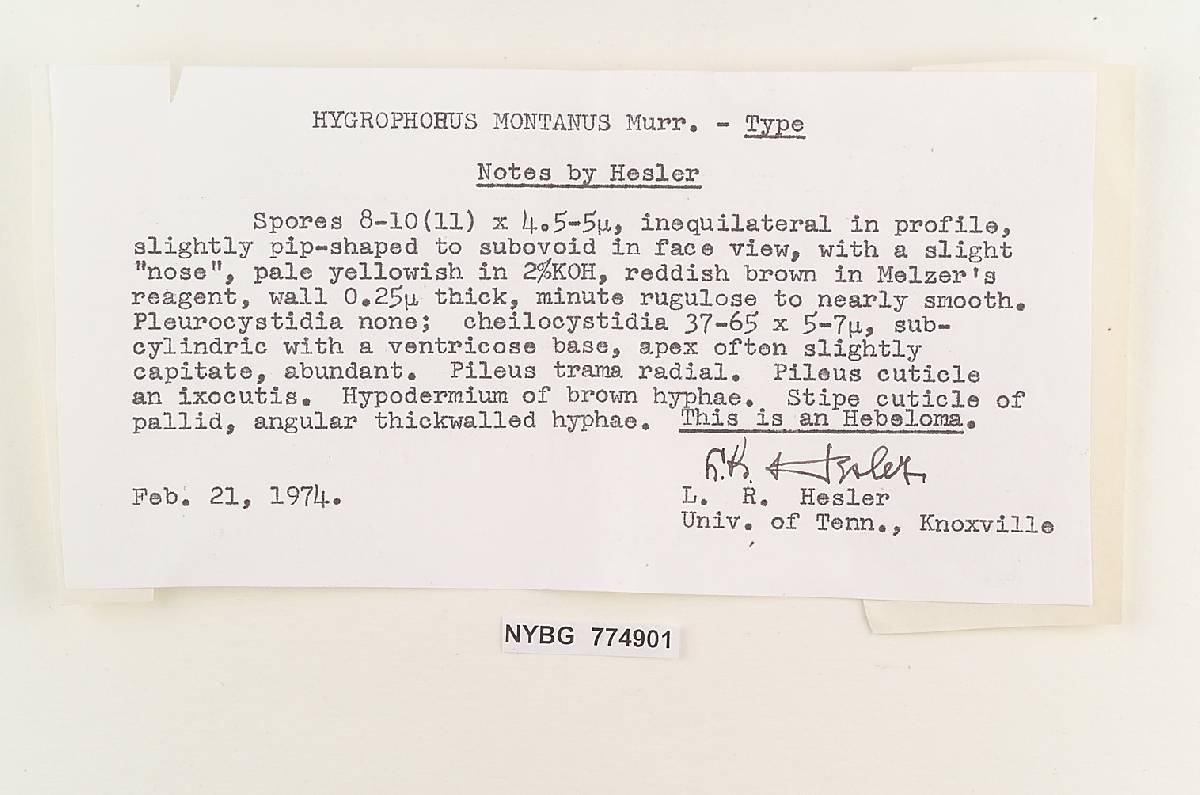 HYGROPHORUS MONTANUS Murr. - Type
Notes by Hesler
Spores 8-10(11) x 4.5-5µ, inequilateral in profile,
slightly pip-shaped to subovoid in face view, with a slight
"nose", pale yellowish in 2%KOH, reddish brown in Melzer's
reagent, wall 0.25µ thick, minute rugulose to nearly smooth.
Pleurocystidia none; cheilocystidia 37-65 x 5-7µ, sub-
cylindric with a ventricose base, apex often slightly
capitate, abundant. Pileus trama radial. Pileus cuticle
an ixocutis. Hypodermium of brown hyphae. Stipe cuticle of
pallid, angular thickwalled hyphae. This is an Hebeloma.
L. R. Hesler
Feb. 21, 1974.
L. R. Hesler
Univ. of Tenn., Knoxville
NYBG 774901